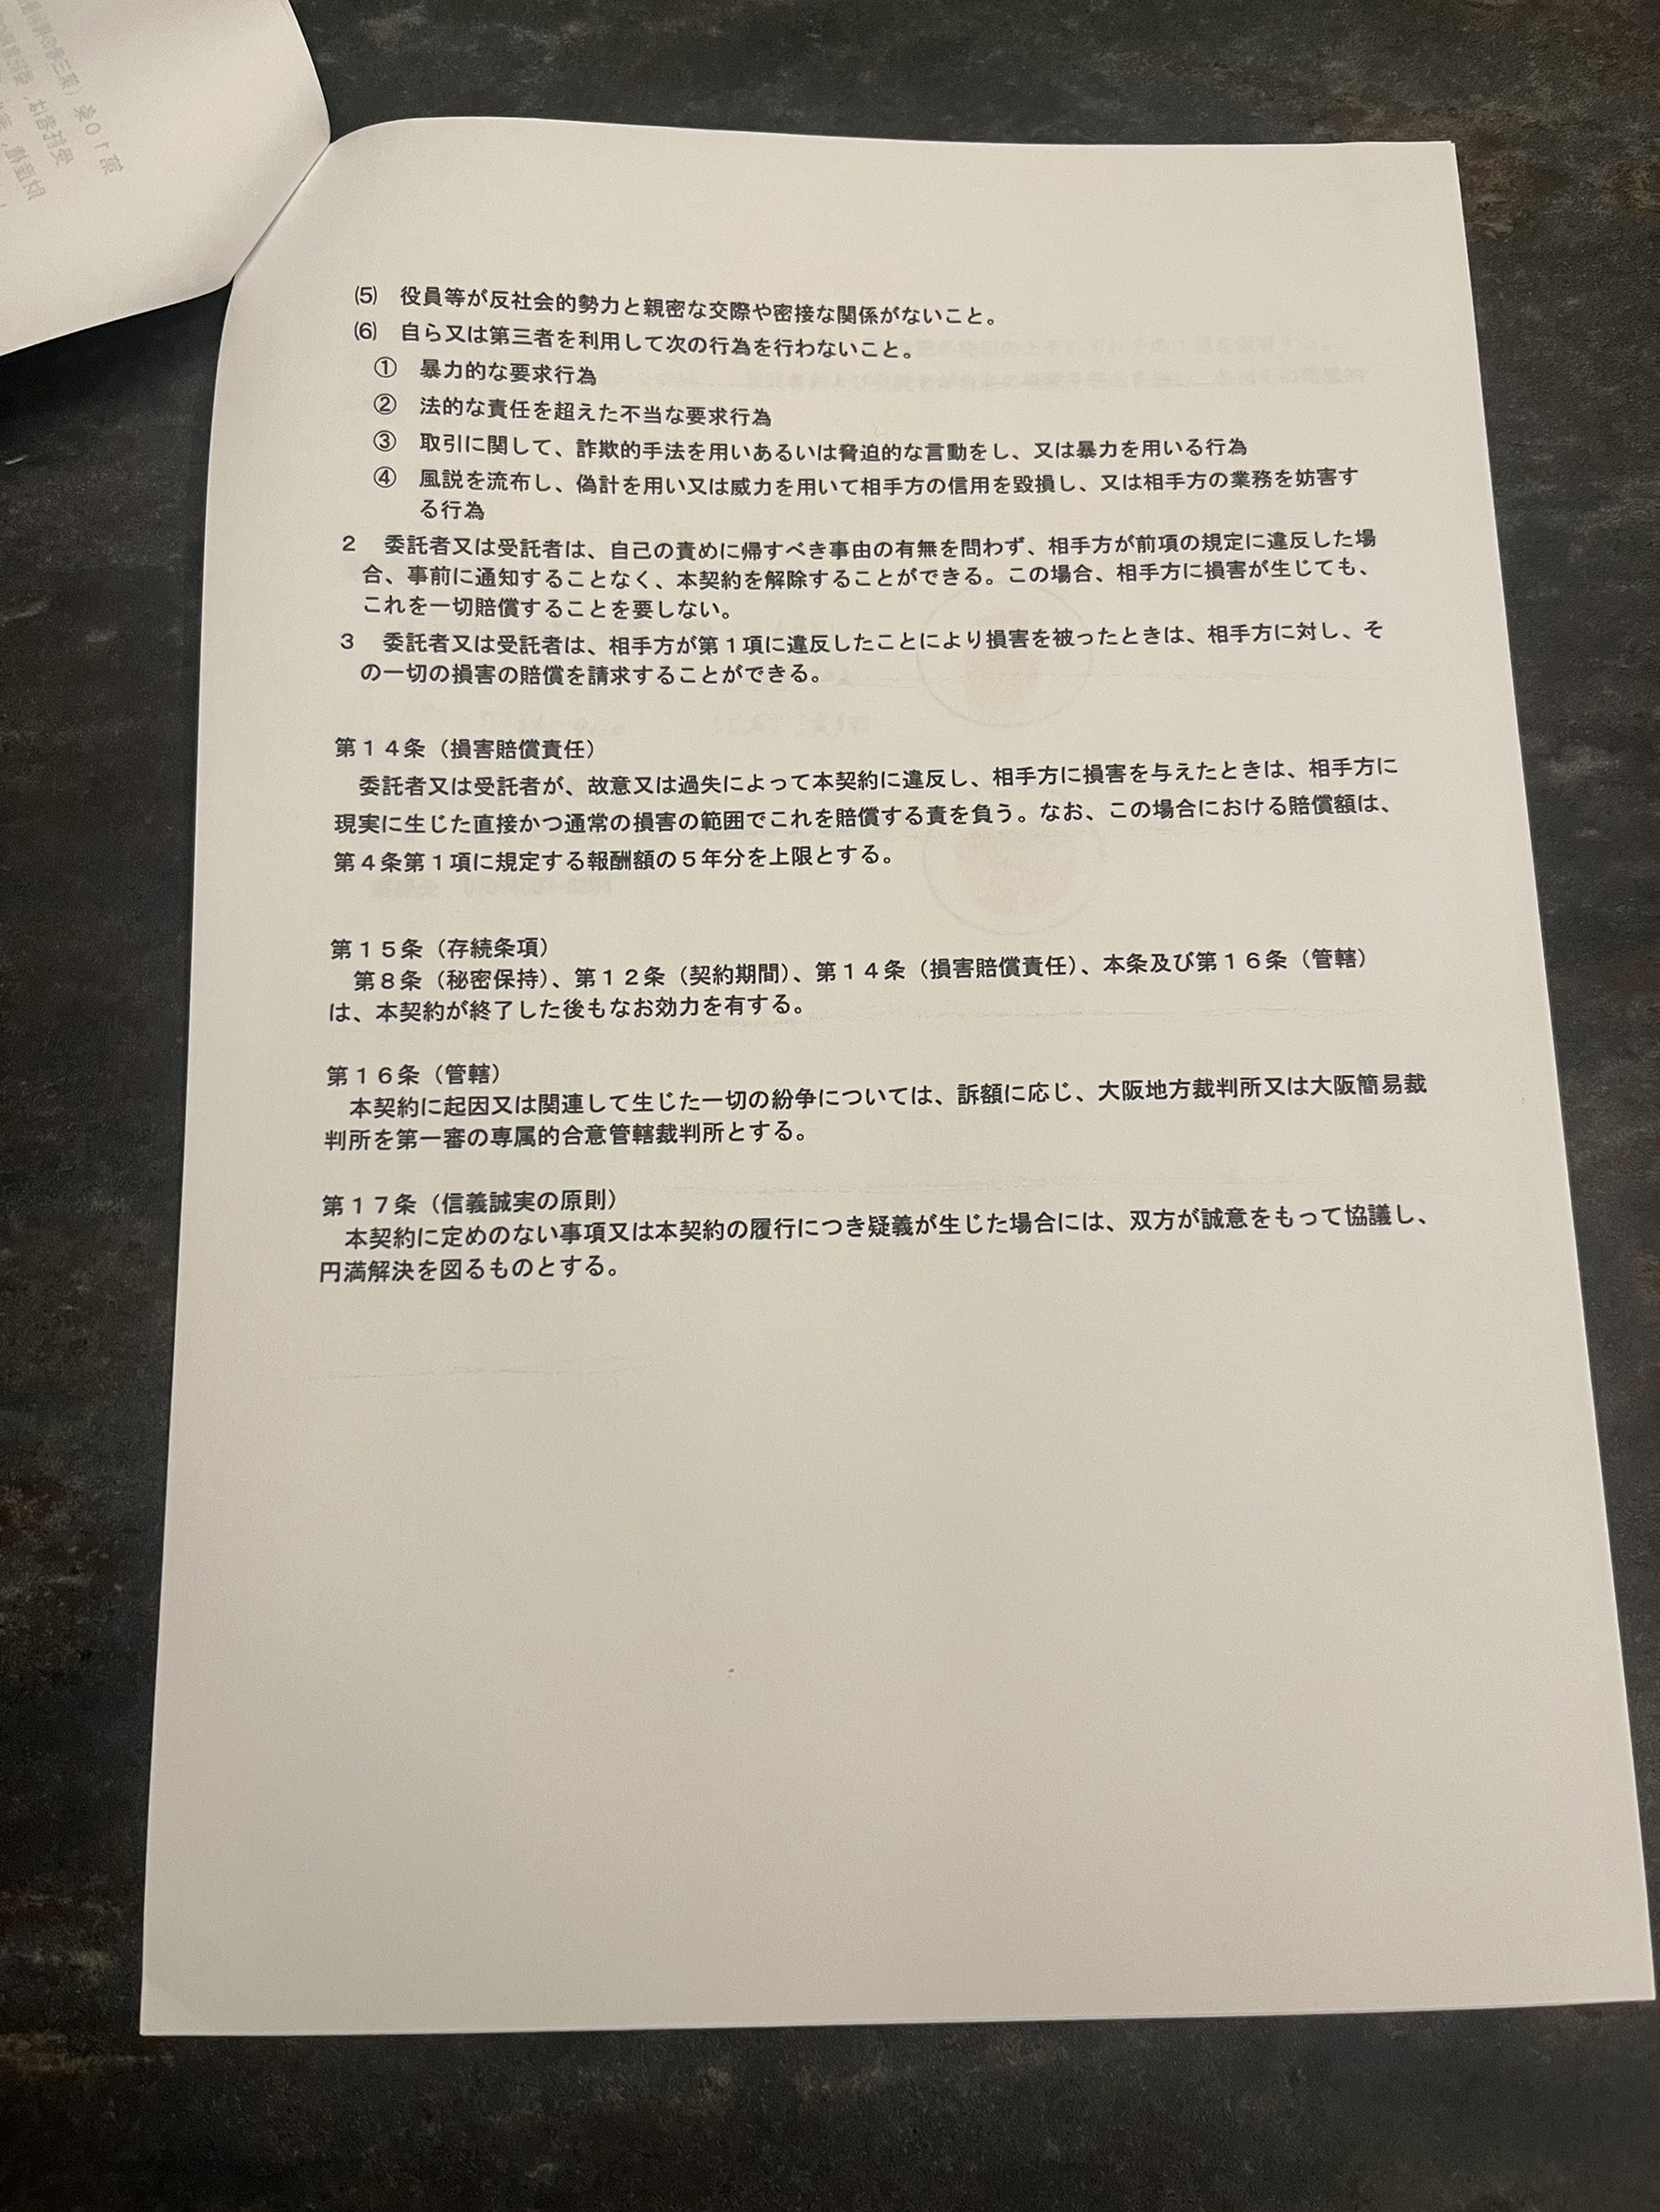 ⑸　役員等が反社会的勢力と親密な交際や密接な関係がないこと。
⑹　自ら又は第三者を利用して次の行為を行わないこと。
①　暴力的な要求行為
②　法的な責任を超えた不当な要求行為
③　取引に関して、詐欺的手法を用いあるいは脅迫的な言動をし、又は暴力を用いる行為
④　風説を流布し、偽計を用い又は威力を用いて相手方の信用を毀損し、又は相手方の業務を妨害す
る行為
２　委託者又は受託者は、自己の責めに帰すべき事由の有無を問わず、相手方が前項の規定に違反した場
合、事前に通知することなく、本契約を解除することができる。この場合、相手方に損害が生じても、
これを一切賠償することを要しない。
３　委託者又は受託者は、相手方が第１項に違反したことにより損害を被ったときは、相手方に対し、そ
の一切の損害の賠償を請求することができる。
第１４条（損害賠償責任）
委託者又は受託者が、故意又は過失によって本契約に違反し、相手方に損害を与えたときは、相手方に
現実に生じた直接かつ通常の損害の範囲でこれを賠償する責を負う。なお、この場合における賠償額は、
第４条第１項に規定する報酬額の５年分を上限とする。
第１５条（存続条項）
第８条（秘密保持）、第１２条（契約期間）、第１４条（損害賠償責任）、本条及び第１６条（管轄）
は、本契約が終了した後もなお効力を有する。
第１６条（管轄）
本契約に起因又は関連して生じた一切の紛争については、訴額に応じ、大阪地方裁判所又は大阪簡易裁
判所を第一審の専属的合意管轄裁判所とする。
第１７条（信義誠実の原則）
本契約に定めのない事項又は本契約の履行につき疑義が生じた場合には、双方が誠意をもって協議し、
円満解決を図るものとする。